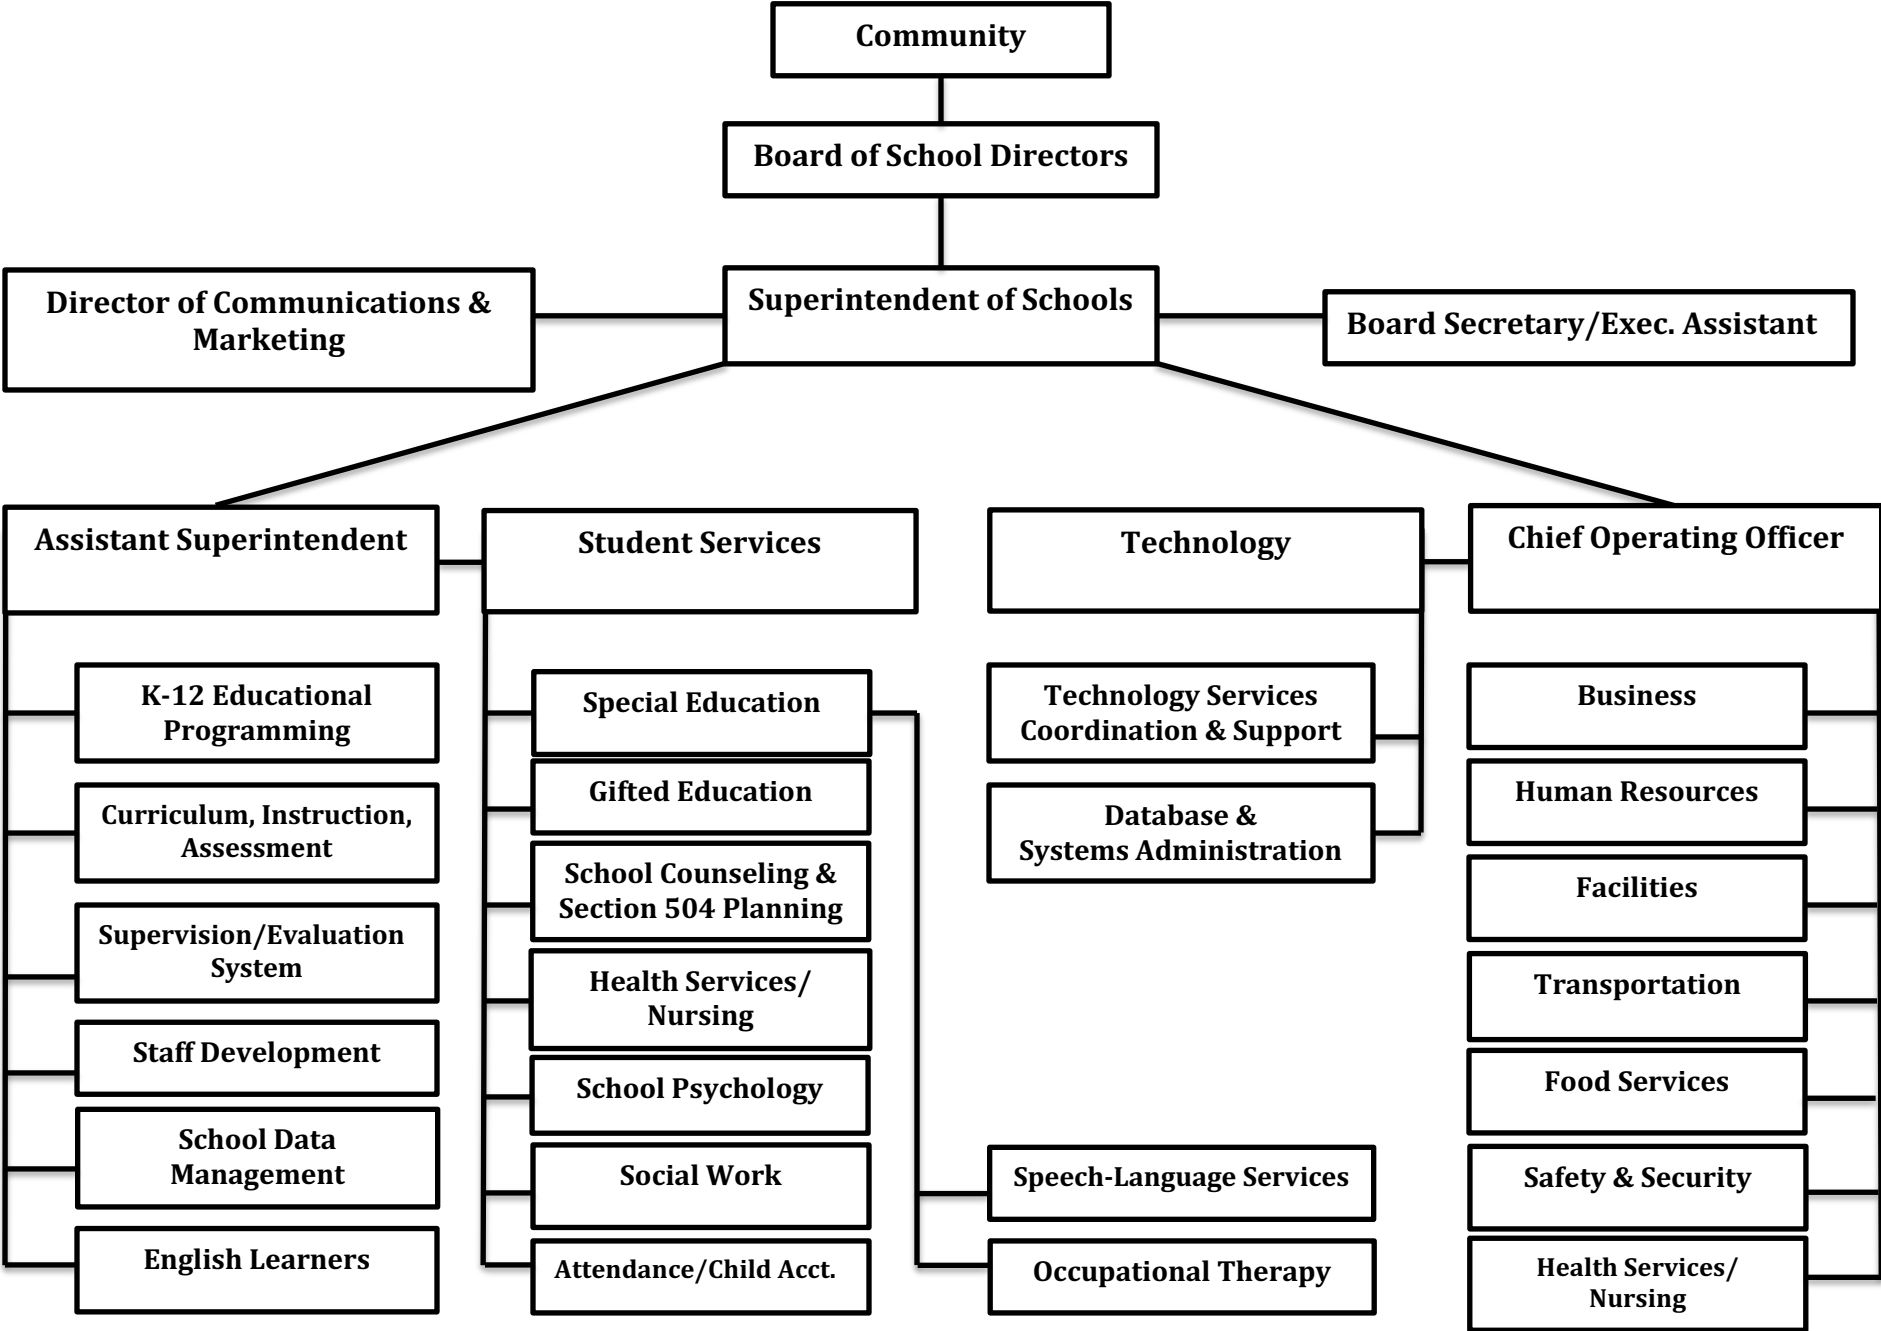 Community
Board of School Directors
Director of Communications &
Marketing
Superintendent of Schools
Board Secretary/Exec. Assistant
Assistant Superintendent
Student Services
Technology
Chief Operating Officer
K-12 Educational
Programming
Curriculum, Instruction,
Assessment
Supervision/Evaluation
System
Staff Development
School Data
Management
English Learners
Special Education
Gifted Education
School Counseling &
Section 504 Planning
Health Services/
Nursing
School Psychology
Social Work
Attendance/Child Acct.
Technology Services
Coordination & Support
Database &
Systems Administration
Speech-Language Services
Occupational Therapy
Business
Human Resources
Facilities
Transportation
Food Services
Safety & Security
Health Services/
Nursing